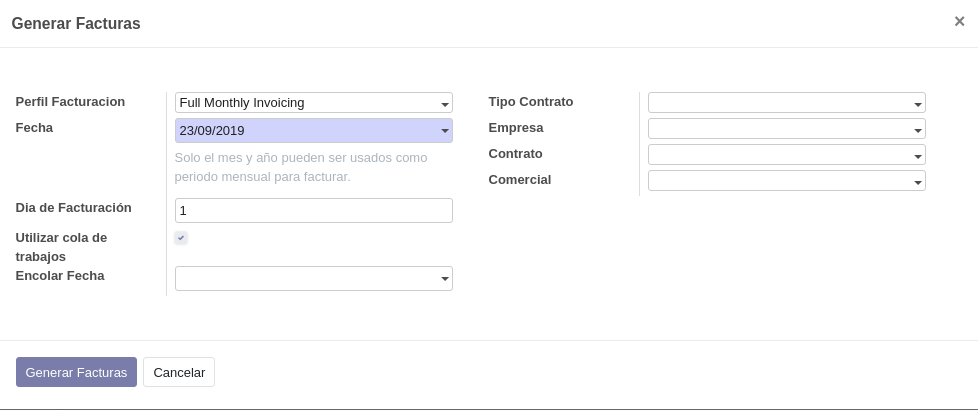 Generar Facturas
×
Perfil Facturacion
Full Monthly Invoicing
Fecha
23/09/2019
Solo el mes y año pueden ser usados como
periodo mensual para facturar.
Dia de Facturación
1
Utilizar cola de
trabajos
Encolar Fecha
Tipo Contrato
Empresa
Contrato
Comercial
Generar Facturas
Cancelar